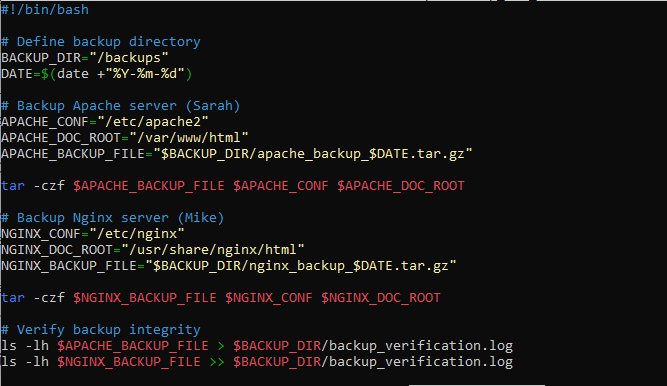 #!/bin/bash
# Define backup directory
BACKUP_DIR="/backups"
DATE=$(date +"%Y-%m-%d")
# Backup Apache server (Sarah)
APACHE_CONF="/etc/apache2"
APACHE_DOC_ROOT="/var/www/html"
APACHE_BACKUP_FILE="$BACKUP_DIR/apache_backup_$DATE.tar.gz"
tar -czf $APACHE_BACKUP_FILE $APACHE_CONF $APACHE_DOC_ROOT
# Backup Nginx server (Mike)
NGINX_CONF="/etc/nginx"
NGINX_DOC_ROOT="/usr/share/nginx/html"
NGINX_BACKUP_FILE="$BACKUP_DIR/nginx_backup_$DATE.tar.gz"
tar -czf $NGINX_BACKUP_FILE $NGINX_CONF $NGINX_DOC_ROOT
# Verify backup integrity
ls -lh $APACHE_BACKUP_FILE > $BACKUP_DIR/backup_verification.log
ls -lh $NGINX_BACKUP_FILE >> $BACKUP_DIR/backup_verification.log